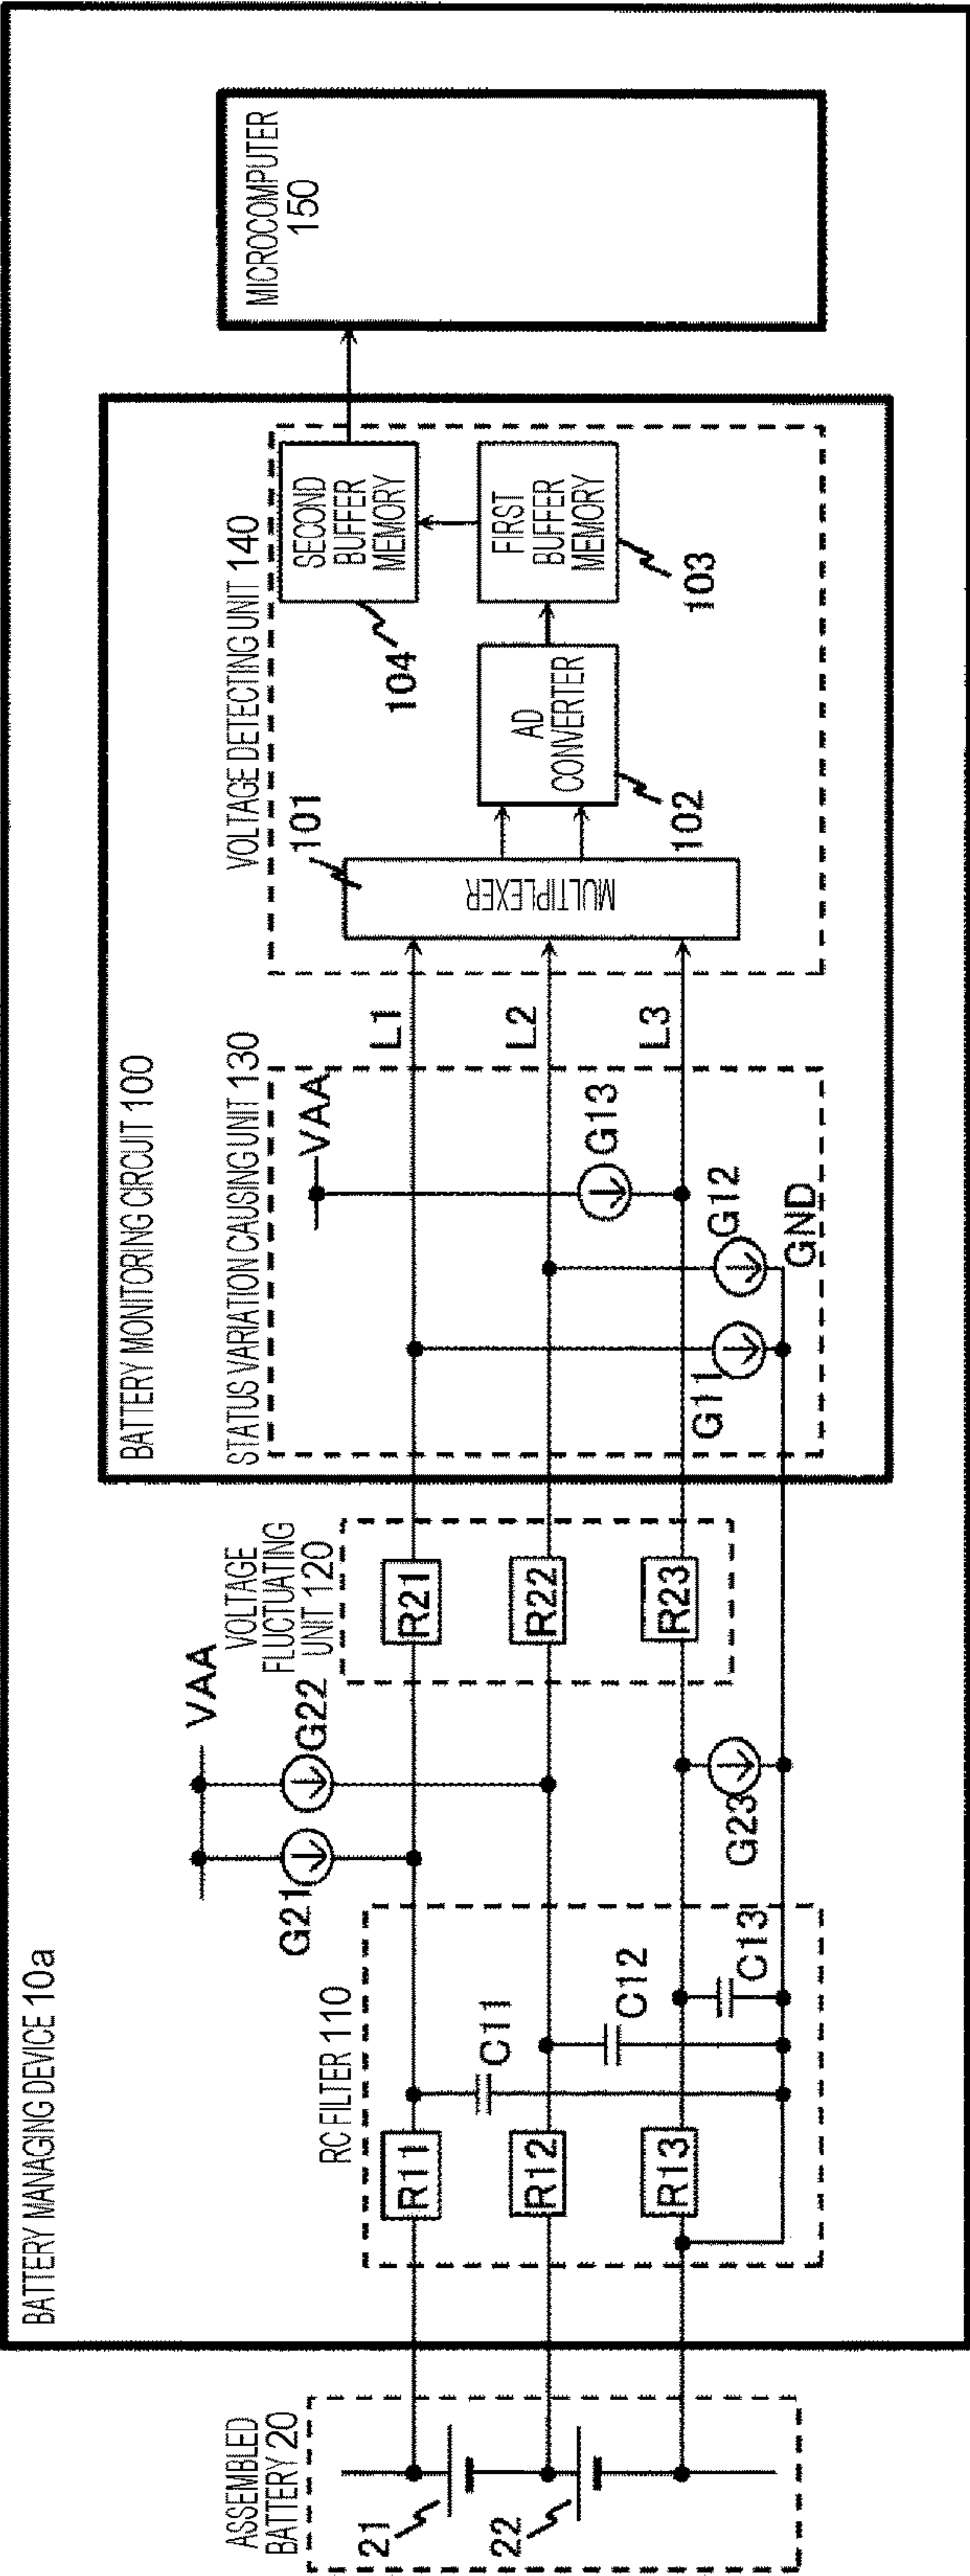 BATTERY MANAGING DEVICE 10a
ASSEMBLED
BATTERY 20
21
22
RC FILTER 110
R11
R12
R13
C11
C12
C13
VAA
G21
G22
G23
VOLTAGE
FLUCTUATING
UNIT 120
R21
R22
R23
BATTERY MONITORING CIRCUIT 100
STATUS VARIATION CAUSING UNIT 130
VAA
G11
G12
G13
GND
L1
L2
L3
VOLTAGE DETECTING UNIT 140
101
MULTIPLEXER
AD
CONVERTER
102
FIRST
BUFFER
MEMORY
103
SECOND
BUFFER
MEMORY
104
MICROCOMPUTER
150